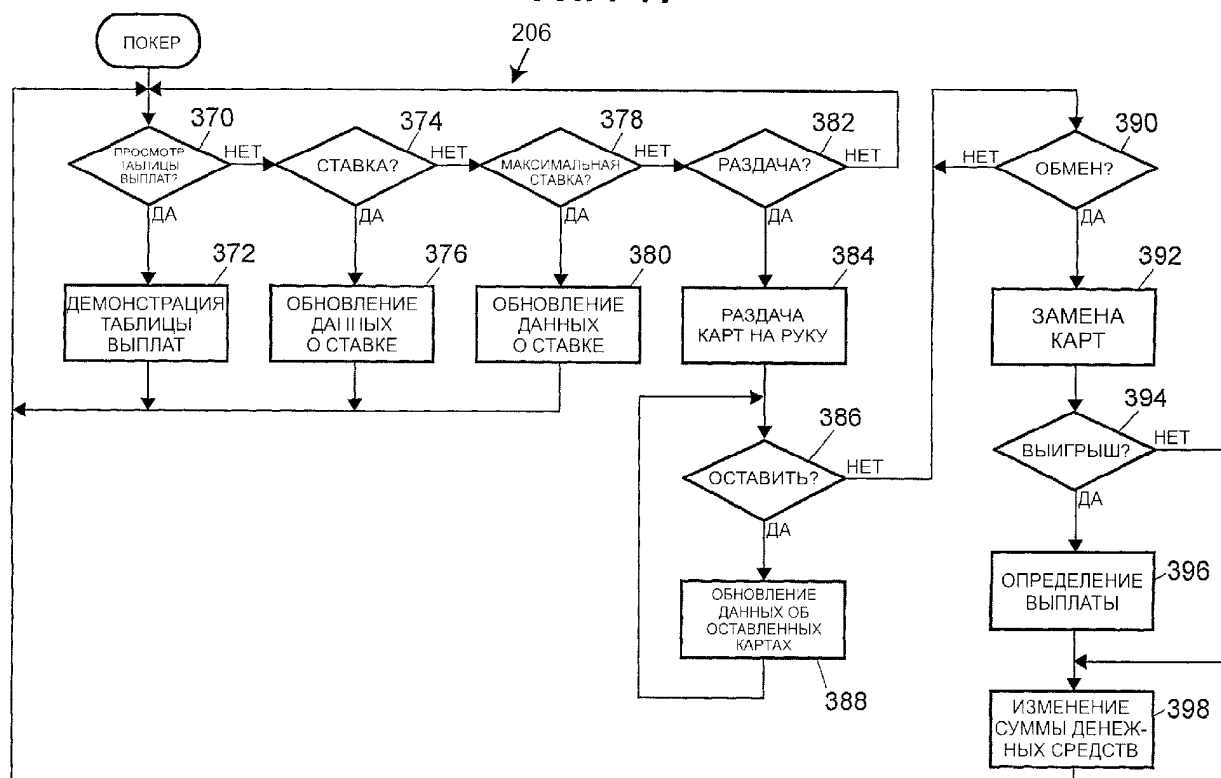 ПОКЕР
206
370
374
378
382
390
ПРОСМОТР
ТАБЛИЦЫ
ВЫПЛАТ?
НЕТ
СТАВКА?
НЕТ
МАКСИМАЛЬНАЯ
СТАВКА?
НЕТ
РАЗДАЧА?
НЕТ
НЕТ
ОБМЕН?
ДА
ДА
ДА
ДА
ДА
372
376
380
384
392
ДЕМОНСТРАЦИЯ
ТАБЛИЦЫ
ВЫПЛАТ
ОБНОВЛЕНИЕ
ДАННЫХ
О СТАВКЕ
ОБНОВЛЕНИЕ
ДАННЫХ
О СТАВКЕ
РАЗДАЧА
КАРТ НА РУКУ
ЗАМЕНА
КАРТ
386
394
ОСТАВИТЬ?
НЕТ
ВЫИГРЫШ?
НЕТ
ДА
ДА
ОБНОВЛЕНИЕ
ДАННЫХ ОБ
ОСТАВЛЕННЫХ
КАРТАХ
388
ОПРЕДЕЛЕНИЕ
ВЫПЛАТЫ
396
ИЗМЕНЕНИЕ
СУММЫ ДЕНЕЖ-
НЫХ СРЕДСТВ
398